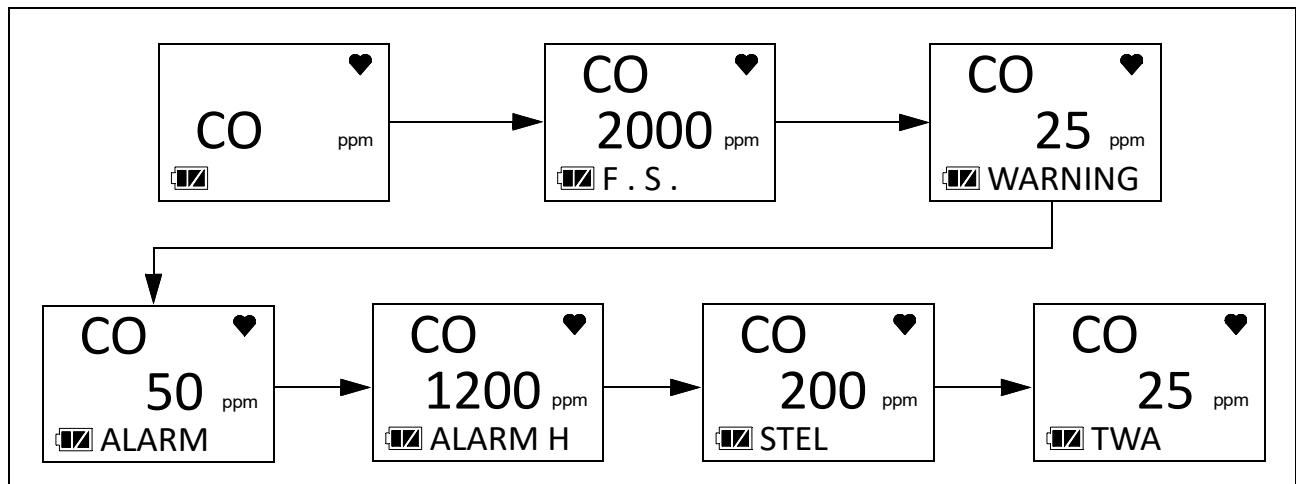 CO ppm
CO
2000 ppm
F . S .
CO
25 ppm
WARNING
CO
50 ppm
ALARM
CO
1200 ppm
ALARM H
CO
200 ppm
STEL
CO
25 ppm
TWA